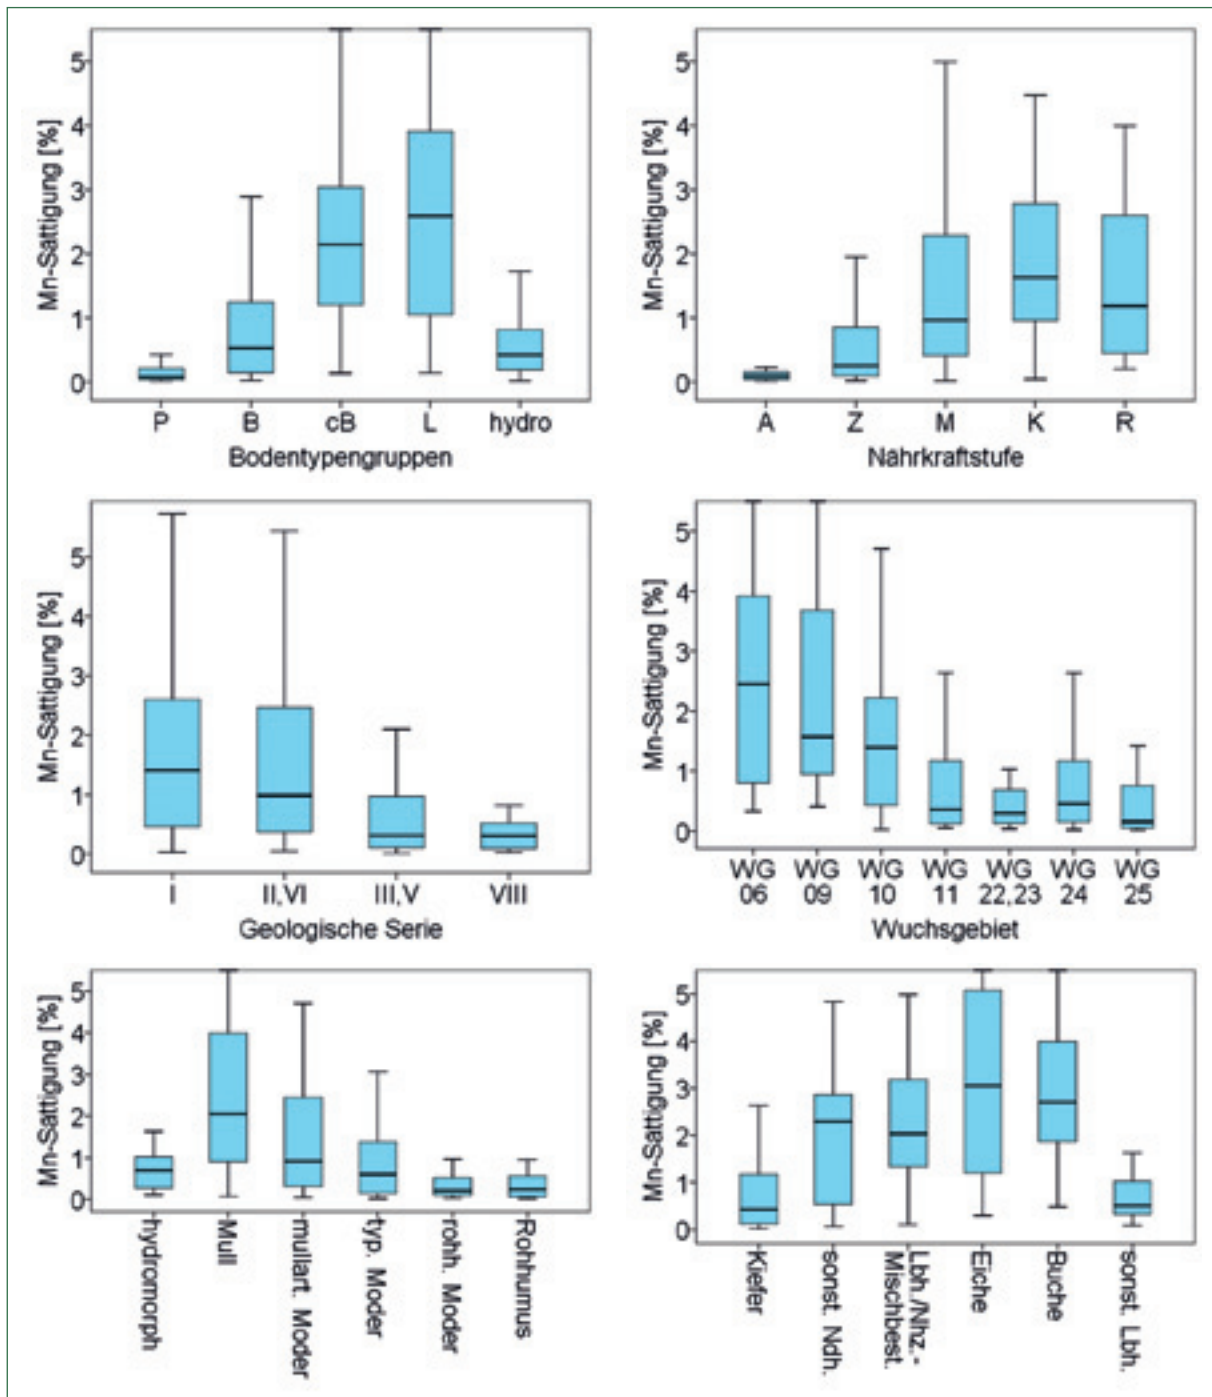 Mn-Sättigung [%]
5
4
3
2
1
0
P B cB L hydro
Bodentypengruppen
Mn-Sättigung [%]
5
4
3
2
1
0
A Z M K R
Nährkraftstufe
Mn-Sättigung [%]
5
4
3
2
1
0
I II,VI III,V VIII
Geologische Serie
Mn-Sättigung [%]
5
4
3
2
1
0
WG WG WG WG WG WG WG
06 09 10 11 22,23 24 25
Wuchsgebiet
Mn-Sättigung [%]
5
4
3
2
1
0
hydromorph
Mull
mullart. Moder
typ. Moder
rohh. Moder
Rohhumus
Mn-Sättigung [%]
5
4
3
2
1
0
Kiefer
sonst. Ndh.
Lbh./Nhz.-
Mischbest.
Eiche
Buche
sonst. Lbh.